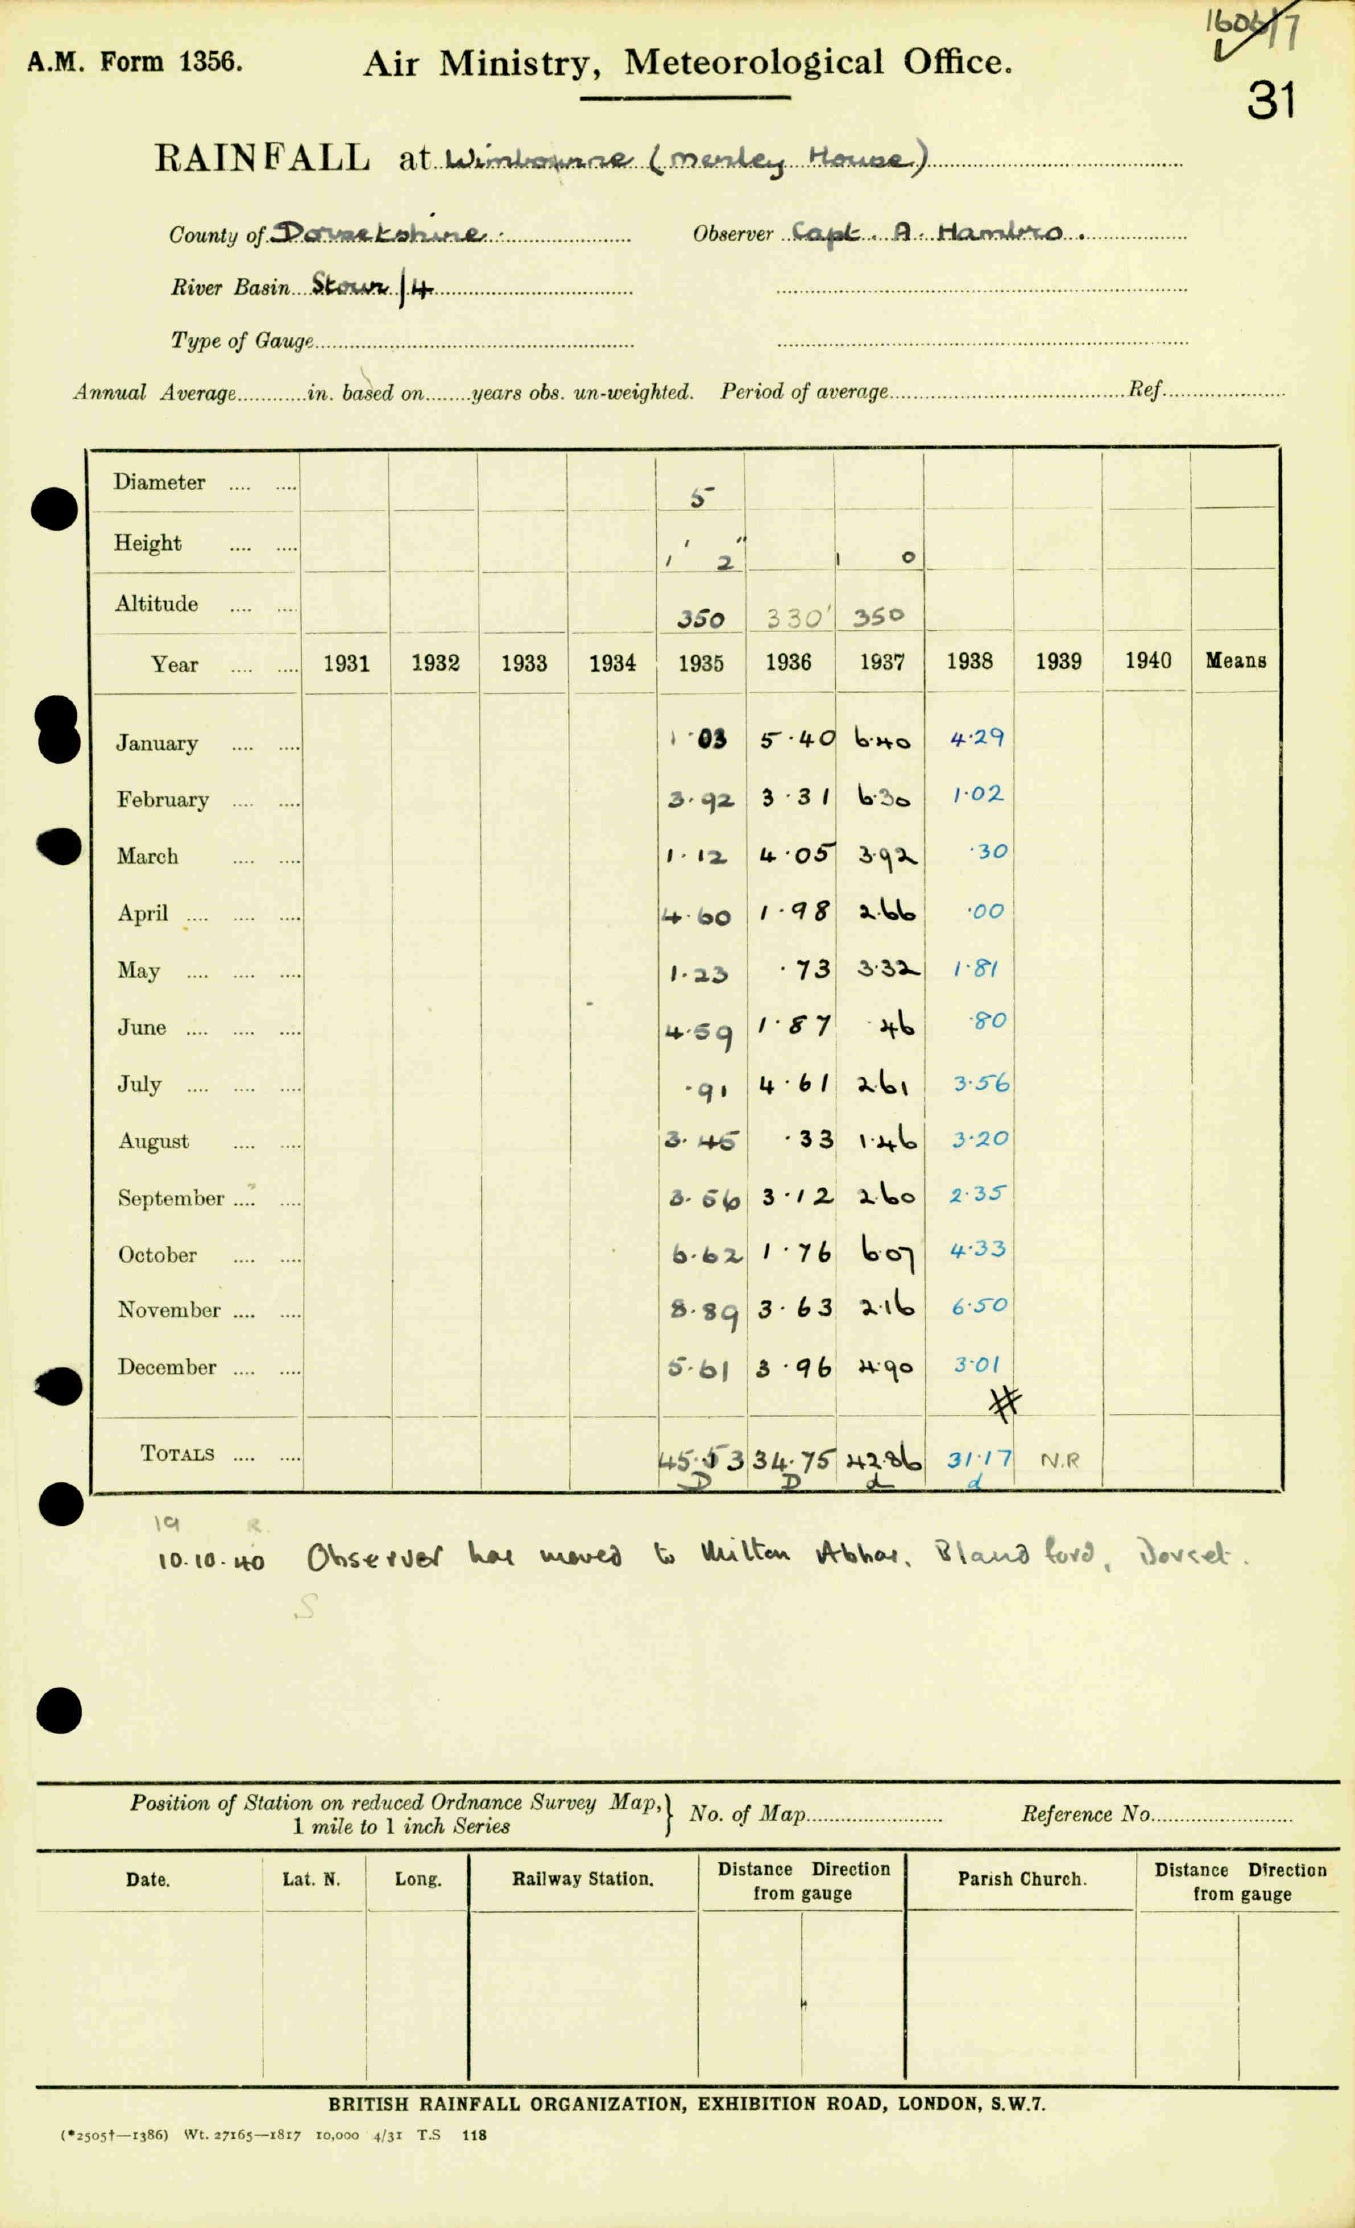 1606/7
A.M. Form 1356. Air Ministry, Meteorological Office.
31
RAINFALL at Wimbourne (Merley House)
County of Dorsetshire Observer Capt. A. Hambro.
River Basin Stour/4
Type of Gauge
Annual Average in. based on years obs. un-weighted. Period of average Ref.
Diameter 5
Height 1' 2" 1 0
Altitude 350 330' 350
Year 1931 1932 1933 1934 1935 1936 1937 1938 1939 1940 Means
January 1·03 5·40 6·40 4·29
February 3·92 3·31 6·30 1·02
March 1·12 4·05 3·92 ·30
April 4·60 1·98 2·66 ·00
May 1·23 ·73 3·32 1·81
June 4·59 1·87 ·46 ·80
July ·91 4·61 2·61 3·56
August 3·45 ·33 1·46 3·20
September 3·56 3·12 2·60 2·35
October 6·62 1·76 6·07 4·33
November 8·89 3·63 2·16 6·50
December 5·61 3·96 4·90 3·01
#
TOTALS 45·53 34·75 42·86 31·17 N.R
D D d d
19 R.
10.10.40 Observer has moved to Milton Abbas, Blandford, Dorset.
S
Position of Station on reduced Ordnance Survey Map,} No. of Map Reference No.
1 mile to 1 inch Series
Date. Lat. N. Long. Railway Station. Distance Direction from gauge Parish Church. Distance Direction from gauge
BRITISH RAINFALL ORGANIZATION, EXHIBITION ROAD, LONDON, S.W.7.
(*2505†—1386) Wt. 27165—1817 10,000 4/31 T.S 118